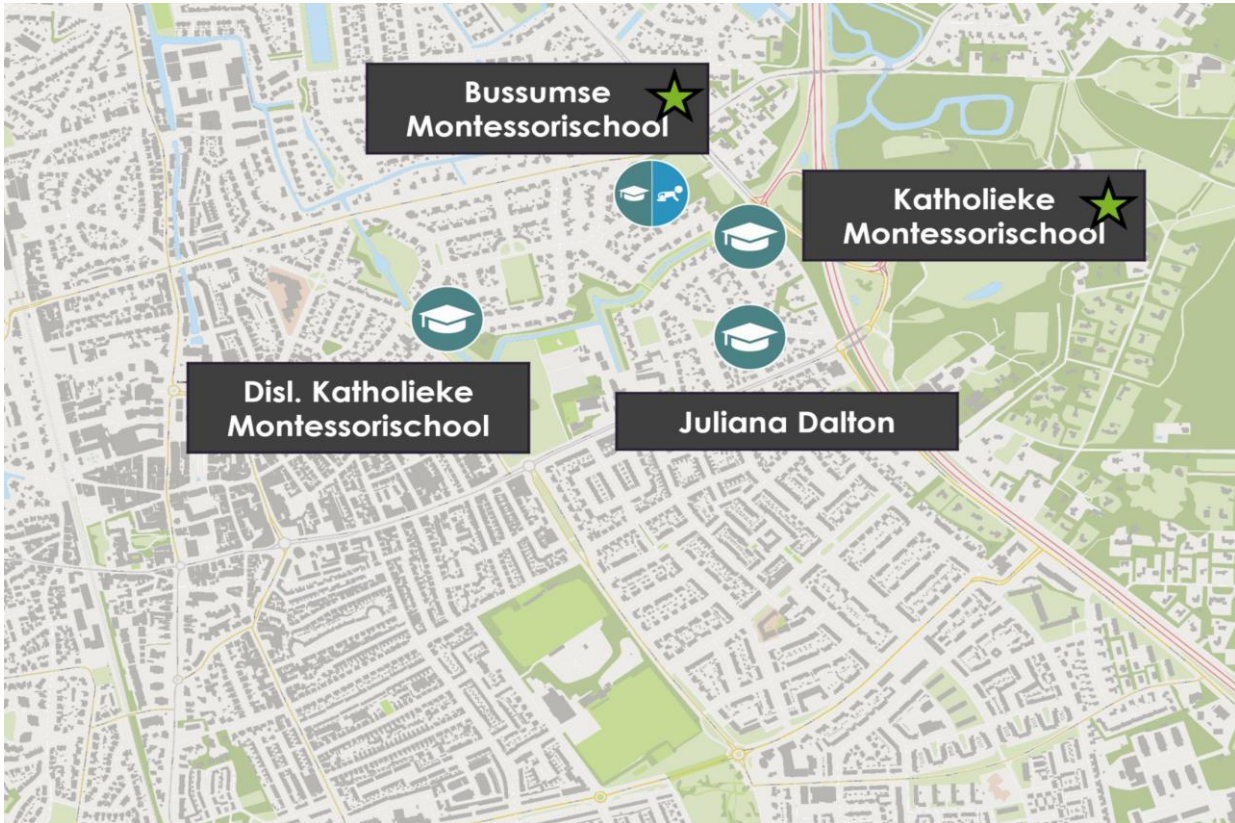 Bussumse
Montessorischool
Katholieke
Montessorischool
Disl. Katholieke
Montessorischool
Juliana Dalton